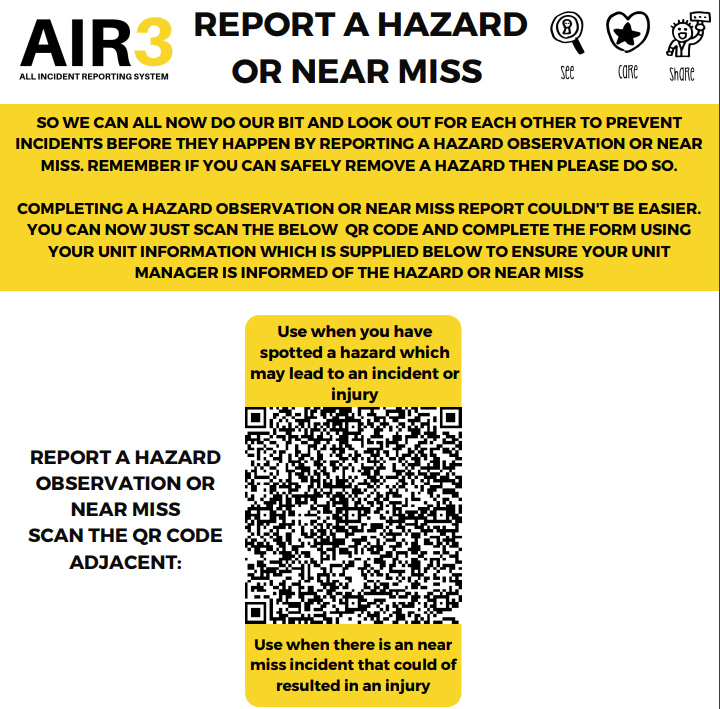 AIR3
ALL INCIDENT REPORTING SYSTEM
REPORT A HAZARD
OR NEAR MISS
see
care
share
SO WE CAN ALL NOW DO OUR BIT AND LOOK OUT FOR EACH OTHER TO PREVENT
INCIDENTS BEFORE THEY HAPPEN BY REPORTING A HAZARD OBSERVATION OR NEAR
MISS. REMEMBER IF YOU CAN SAFELY REMOVE A HAZARD THEN PLEASE DO SO.
COMPLETING A HAZARD OBSERVATION OR NEAR MISS REPORT COULDN'T BE EASIER.
YOU CAN NOW JUST SCAN THE BELOW QR CODE AND COMPLETE THE FORM USING
YOUR UNIT INFORMATION WHICH IS SUPPLIED BELOW TO ENSURE YOUR UNIT
MANAGER IS INFORMED OF THE HAZARD OR NEAR MISS
Use when you have
spotted a hazard which
may lead to an incident or
injury
REPORT A HAZARD
OBSERVATION OR
NEAR MISS
SCAN THE QR CODE
ADJACENT:
Use when there is an near
miss incident that could of
resulted in an injury